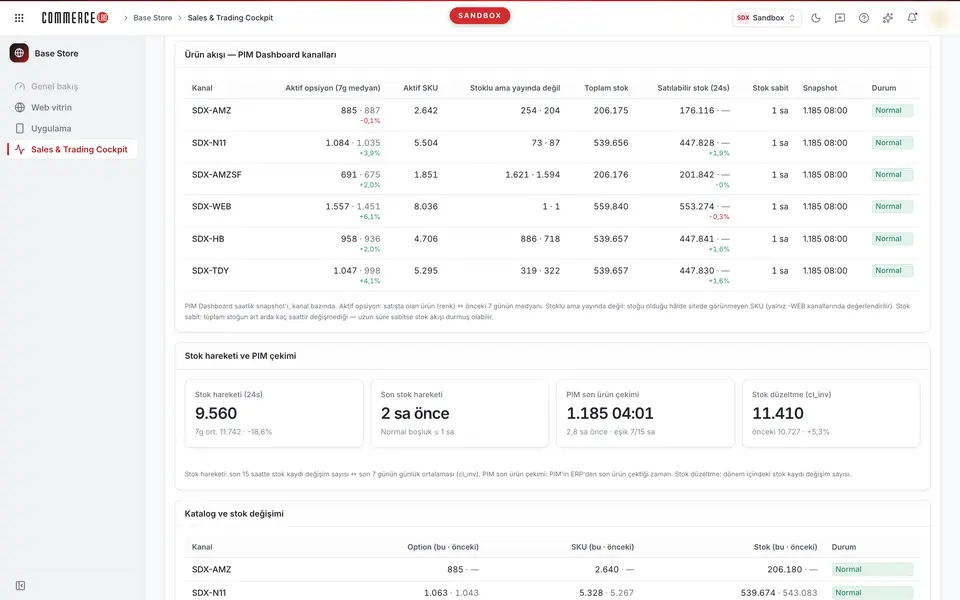 COMMERCE LAB
Base Store
Sales & Trading Cockpit
SANDBOX
SDX Sandbox
Base Store
Genel bakış
Web vitrin
Uygulama
Sales & Trading Cockpit
Ürün akışı — PIM Dashboard kanalları
Kanal Aktif opsiyon (7g medyan) Aktif SKU Stoklu ama yayında değil Toplam stok Satılabilir stok (24s) Stok sabit Snapshot Durum
SDX-AMZ 885 · 887 2.642 254 · 204 206.175 176.116 · — 1 sa 1.185 08:00 Normal
-0,1%
SDX-N11 1.084 · 1.035 5.504 73 · 87 539.656 447.828 · — 1 sa 1.185 08:00 Normal
+3,9% +1,9%
SDX-AMZSF 691 · 675 1.851 1.621 · 1.594 206.176 201.842 · — 1 sa 1.185 08:00 Normal
+2,0% -0%
SDX-WEB 1.557 · 1.451 8.036 1 · 1 559.840 553.274 · — 1 sa 1.185 08:00 Normal
+6,1% -0,3%
SDX-HB 958 · 936 4.706 886 · 718 539.657 447.841 · — 1 sa 1.185 08:00 Normal
+2,0% +1,6%
SDX-TDY 1.047 · 998 5.295 319 · 322 539.657 447.830 · — 1 sa 1.185 08:00 Normal
+4,1% +1,6%
PIM Dashboard saatlik snapshot'ı, kanal bazında. Aktif opsiyon: satışta olan ürün (renk) ↔ önceki 7 günün medyanı. Stoklu ama yayında değil: stoğu olduğu hâlde sitede görünmeyen SKU (yalnız -WEB kanallarında değerlendirilir). Stok
sabit: toplam stoğun art arda kaç saattir değişmediği — uzun süre sabitse stok akışı durmuş olabilir.
Stok hareketi ve PIM çekimi
Stok hareketi (24s) Son stok hareketi PIM son ürün çekimi Stok düzeltme (cl_inv)
9.560 2 sa önce 1.185 04:01 11.410
7g ort. 11.742 · -18,6% Normal boşluk ≤ 1 sa 2,8 sa önce · eşik 7/15 sa önceki 10.727 · +5,3%
Stok hareketi: son 15 saatte stok kaydı değişim sayısı ↔ son 7 günün günlük ortalaması (cl_inv). PIM son ürün çekimi: PIM'in ERP'den son ürün çektiği zaman. Stok düzeltme: dönem içindeki stok kaydı değişim sayısı.
Katalog ve stok değişimi
Kanal Option (bu · önceki) SKU (bu · önceki) Stok (bu · önceki) Durum
SDX-AMZ 885 · — 2.640 · — 206.180 · — Normal
SDX-N11 1.063 · 1.043 5.328 · 5.267 539.674 · 543.083 Normal